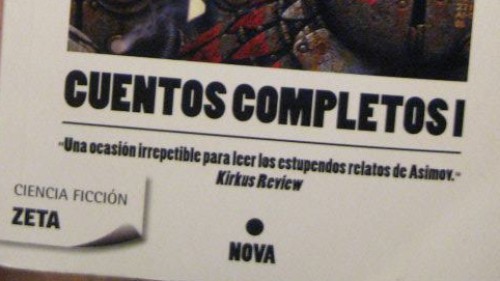 CUENTOS COMPLETOS I
«Una ocasión irrepetible para leer los estupendos relatos de Asimov.»
Kirkus Review
CIENCIA FICCIÓN
ZETA
NOVA